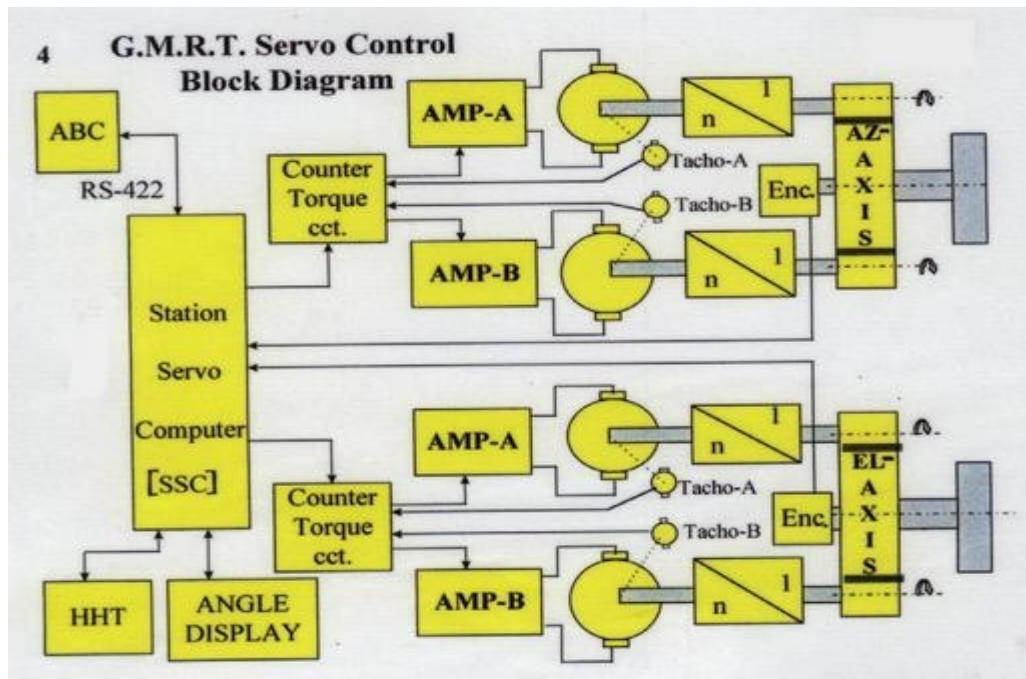 4
G.M.R.T. Servo Control
Block Diagram
ABC
RS-422
Station
Servo
Computer
[SSC]
HHT
ANGLE
DISPLAY
Counter
Torque
cct.
AMP-A
AMP-B
Tacho-A
Tacho-B
1
n
1
n
Enc.
AZ-
A
X
I
S
Counter
Torque
cct.
AMP-A
AMP-B
Tacho-A
Tacho-B
1
n
1
n
Enc.
EL-
A
X
I
S